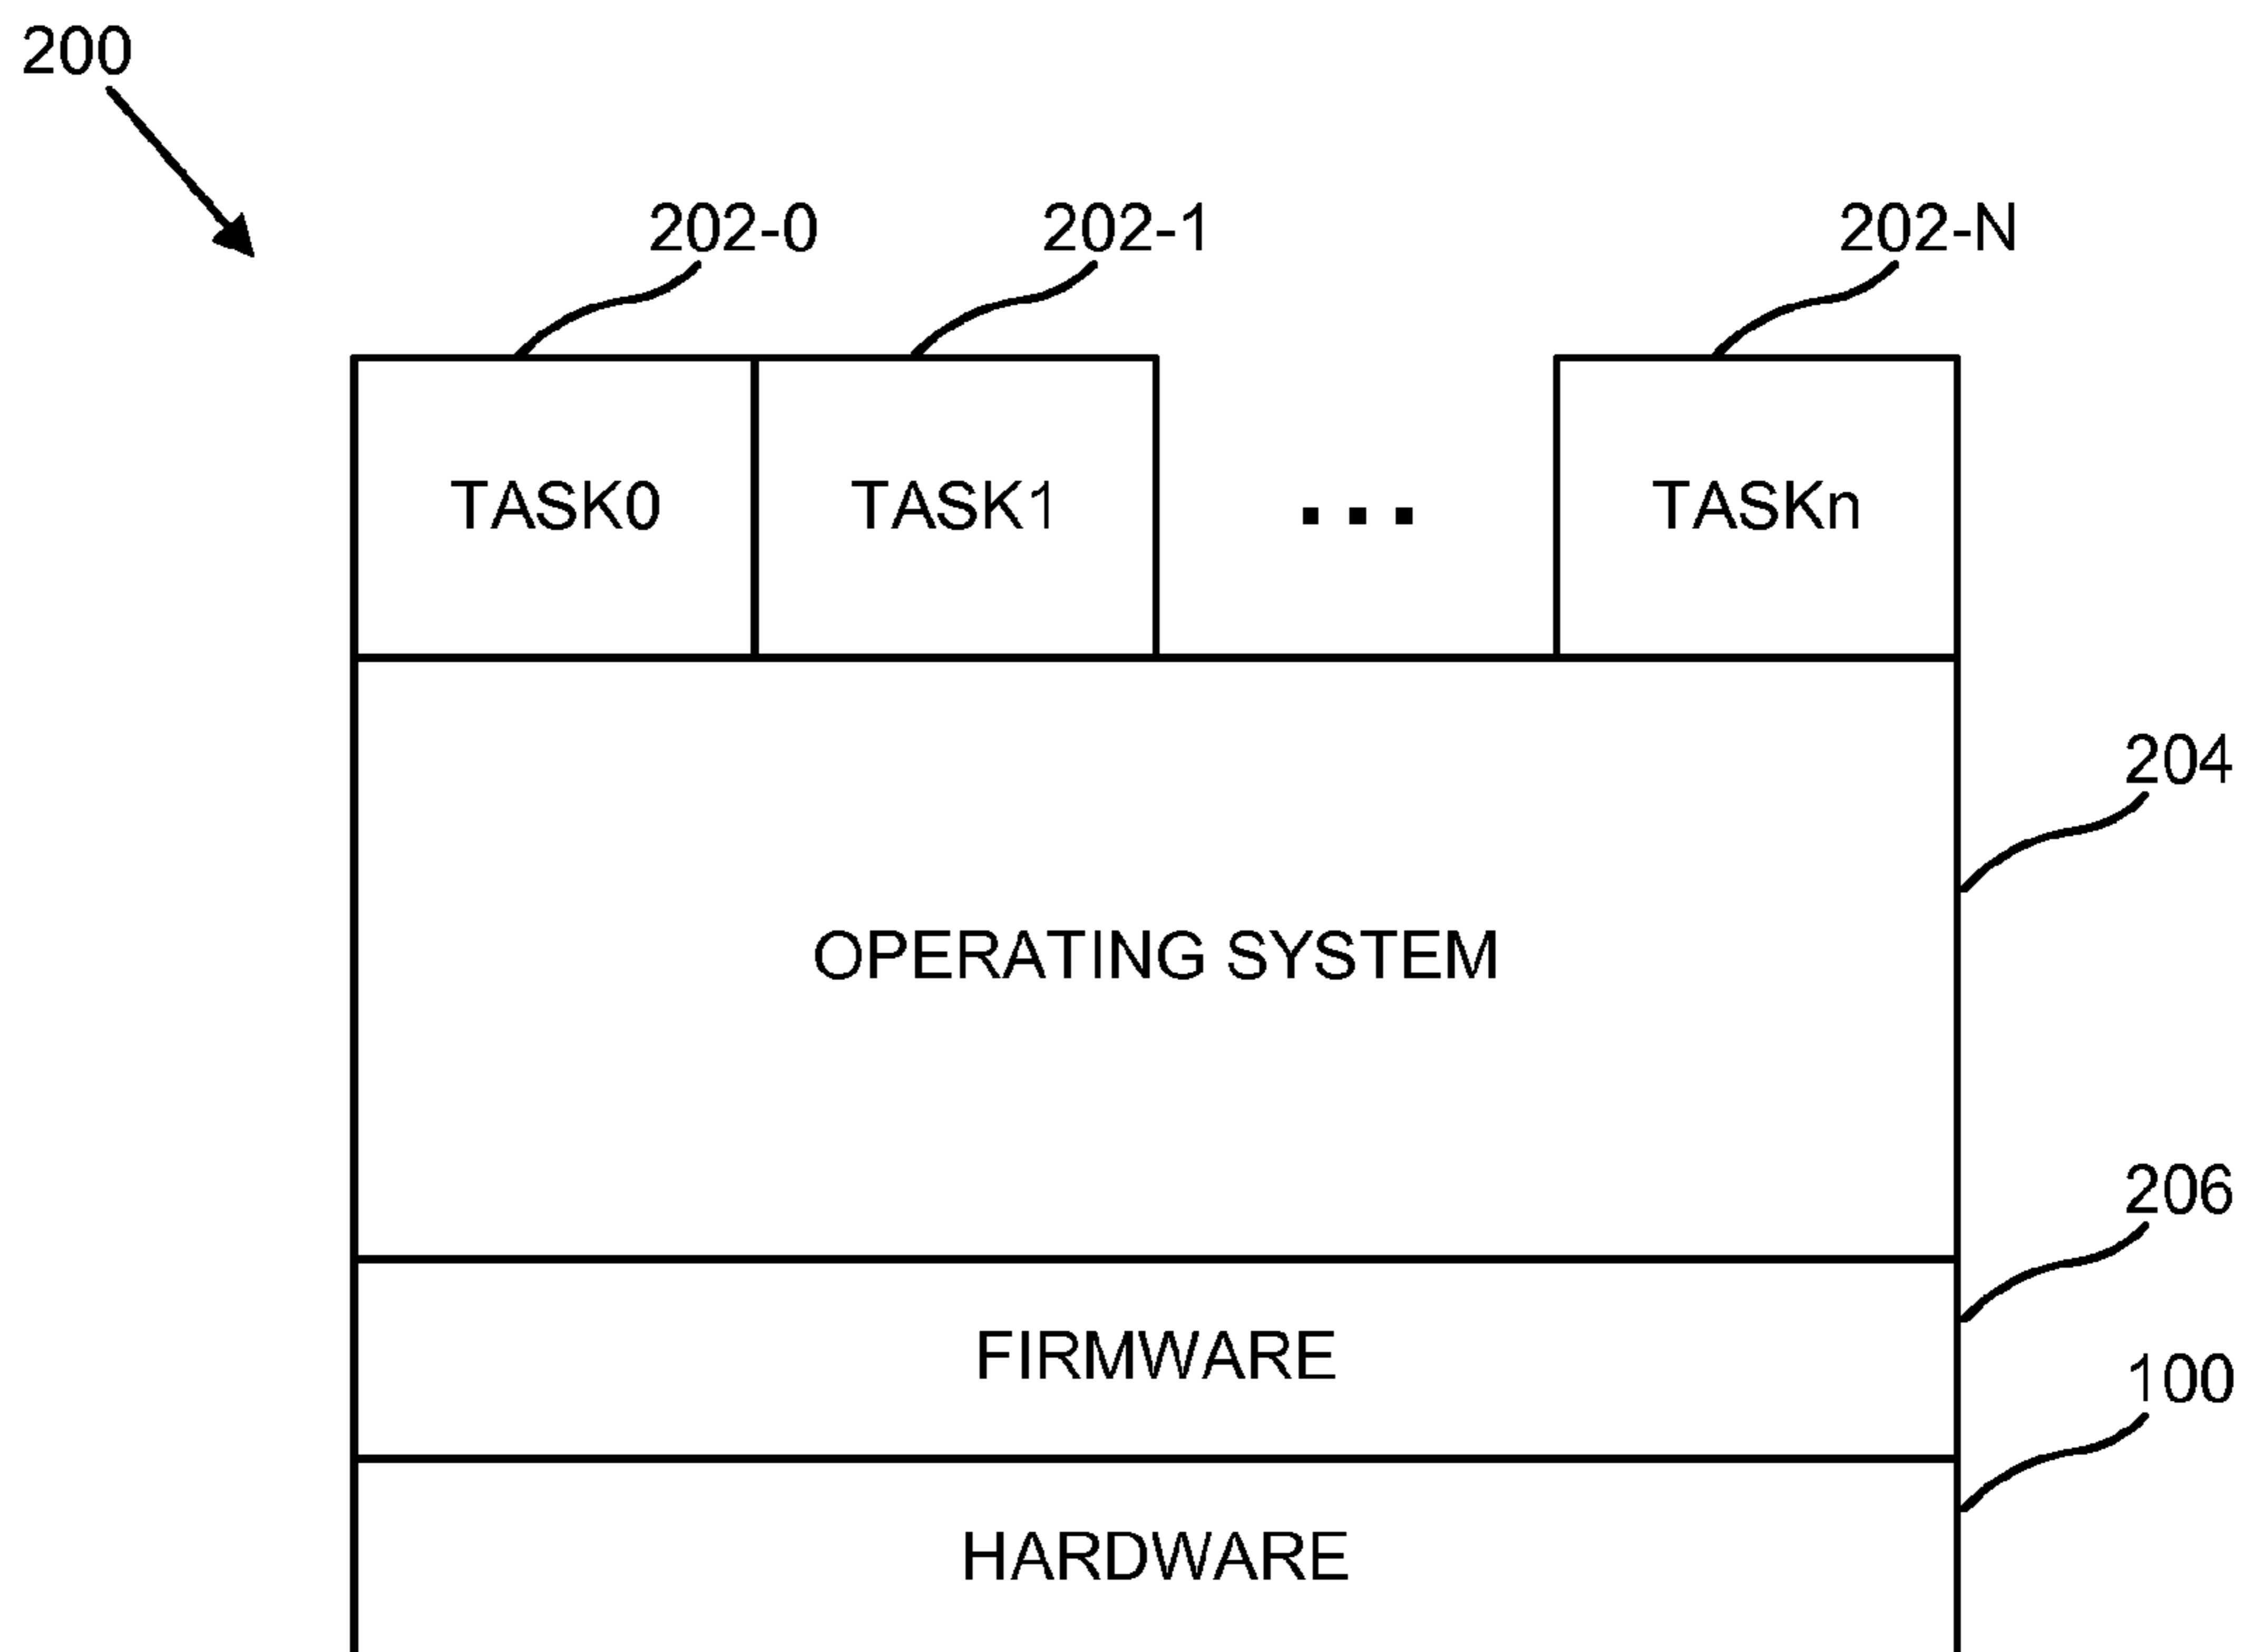 200
202-0 202-1 202-N
TASK0 TASK1 ... TASKn
204
OPERATING SYSTEM
206
FIRMWARE
100
HARDWARE